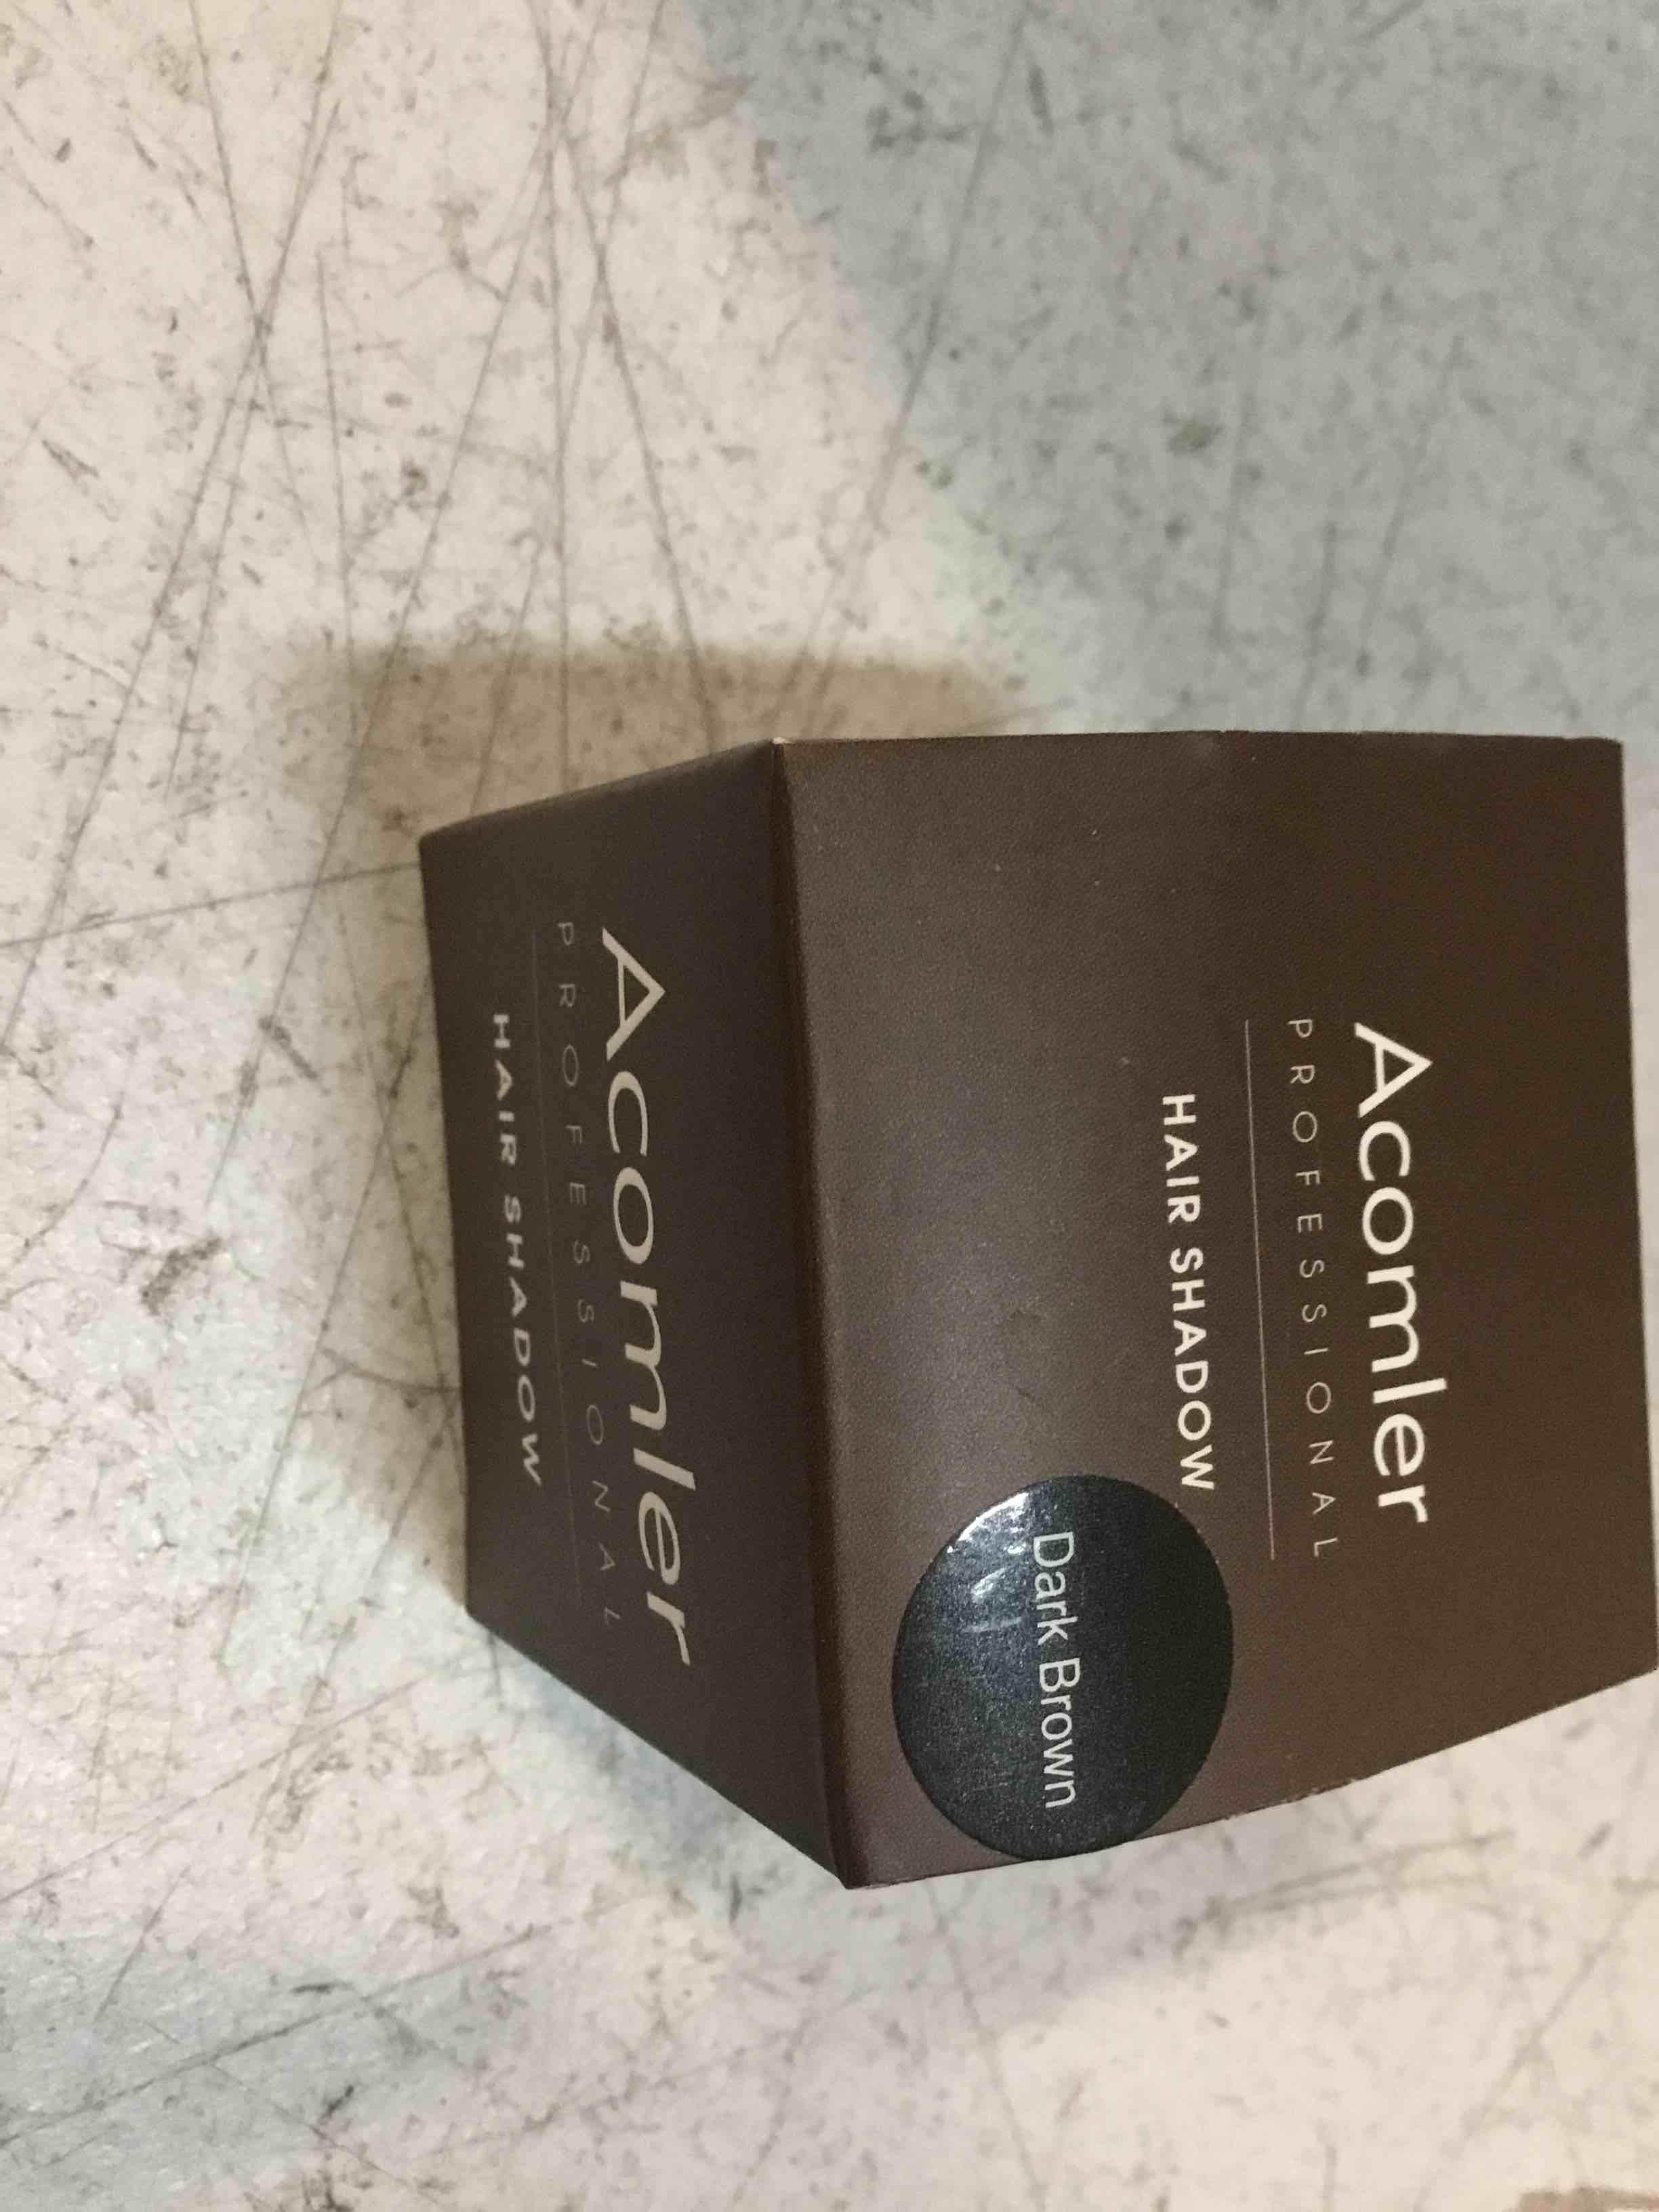 Acomler
PROFESSIONAL
HAIR SHADOW
Dark Brown
Acomler
PROFESSIONAL
HAIR SHADOW